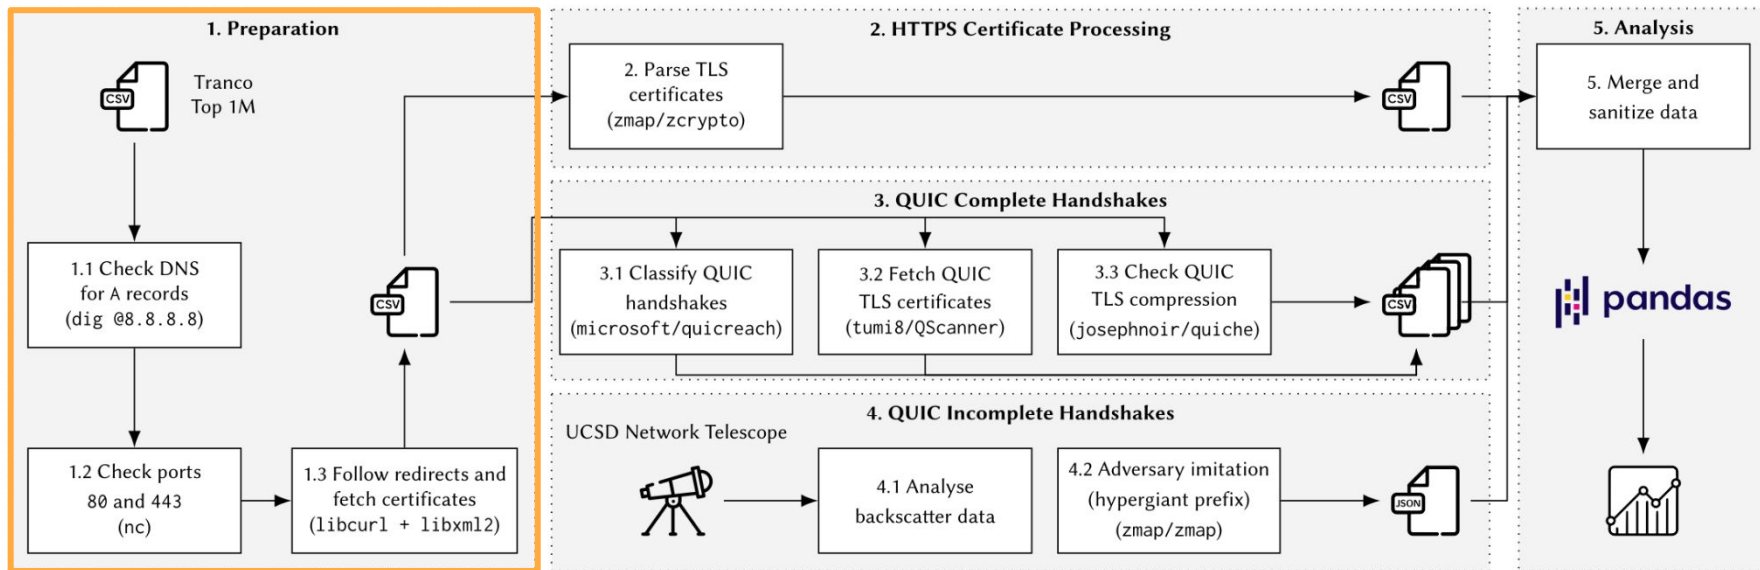 1. Preparation
CSV
Tranco
Top 1M
1.1 Check DNS
for A records
(dig @8.8.8.8)
1.2 Check ports
80 and 443
(nc)
1.3 Follow redirects and
fetch certificates
(libcurl + libxml2)
CSV
2. HTTPS Certificate Processing
2. Parse TLS
certificates
(zmap/zcrypto)
CSV
3. QUIC Complete Handshakes
3.1 Classify QUIC
handshakes
(microsoft/quicreach)
3.2 Fetch QUIC
TLS certificates
(tumi8/QScanner)
3.3 Check QUIC
TLS compression
(josephnoir/quiche)
CSV
4. QUIC Incomplete Handshakes
UCSD Network Telescope
4.1 Analyse
backscatter data
4.2 Adversary imitation
(hypergiant prefix)
(zmap/zmap)
JSON
5. Analysis
5. Merge and
sanitize data
pandas